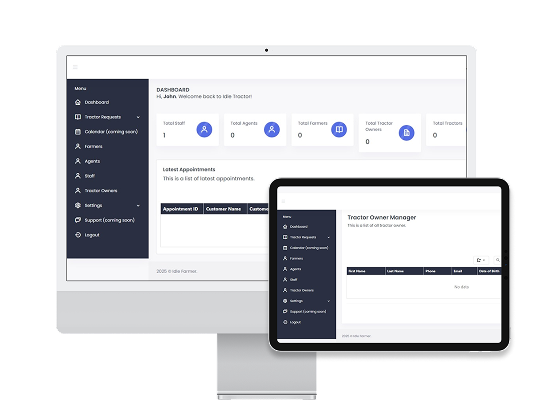 Menu
Dashboard
Tractor Requests
Calendar (coming soon)
Farmers
Agents
Staff
Tractor Owners
Settings
Support (coming soon)
Logout
DASHBOARD
Hi, John. Welcome back to Idle Tractor!
Total Staff
1
Total Agents
0
Total Farmers
0
Total Tractor
Owners
0
Total Tractors
0
Latest Appointments
This is a list of latest appointments.
Appointment ID Customer Name
2020 © Idle Farmer.
Menu
Dashboard
Tractor Requests
Calendar (coming soon)
Farmers
Agents
Staff
Tractor Owners
Settings
Support (coming soon)
Logout
Tractor Owner Manager
This is a list of all tractor owner.
First Name Last Name Phone Email Date of Birth
No data
2020 © Idle Farmer.